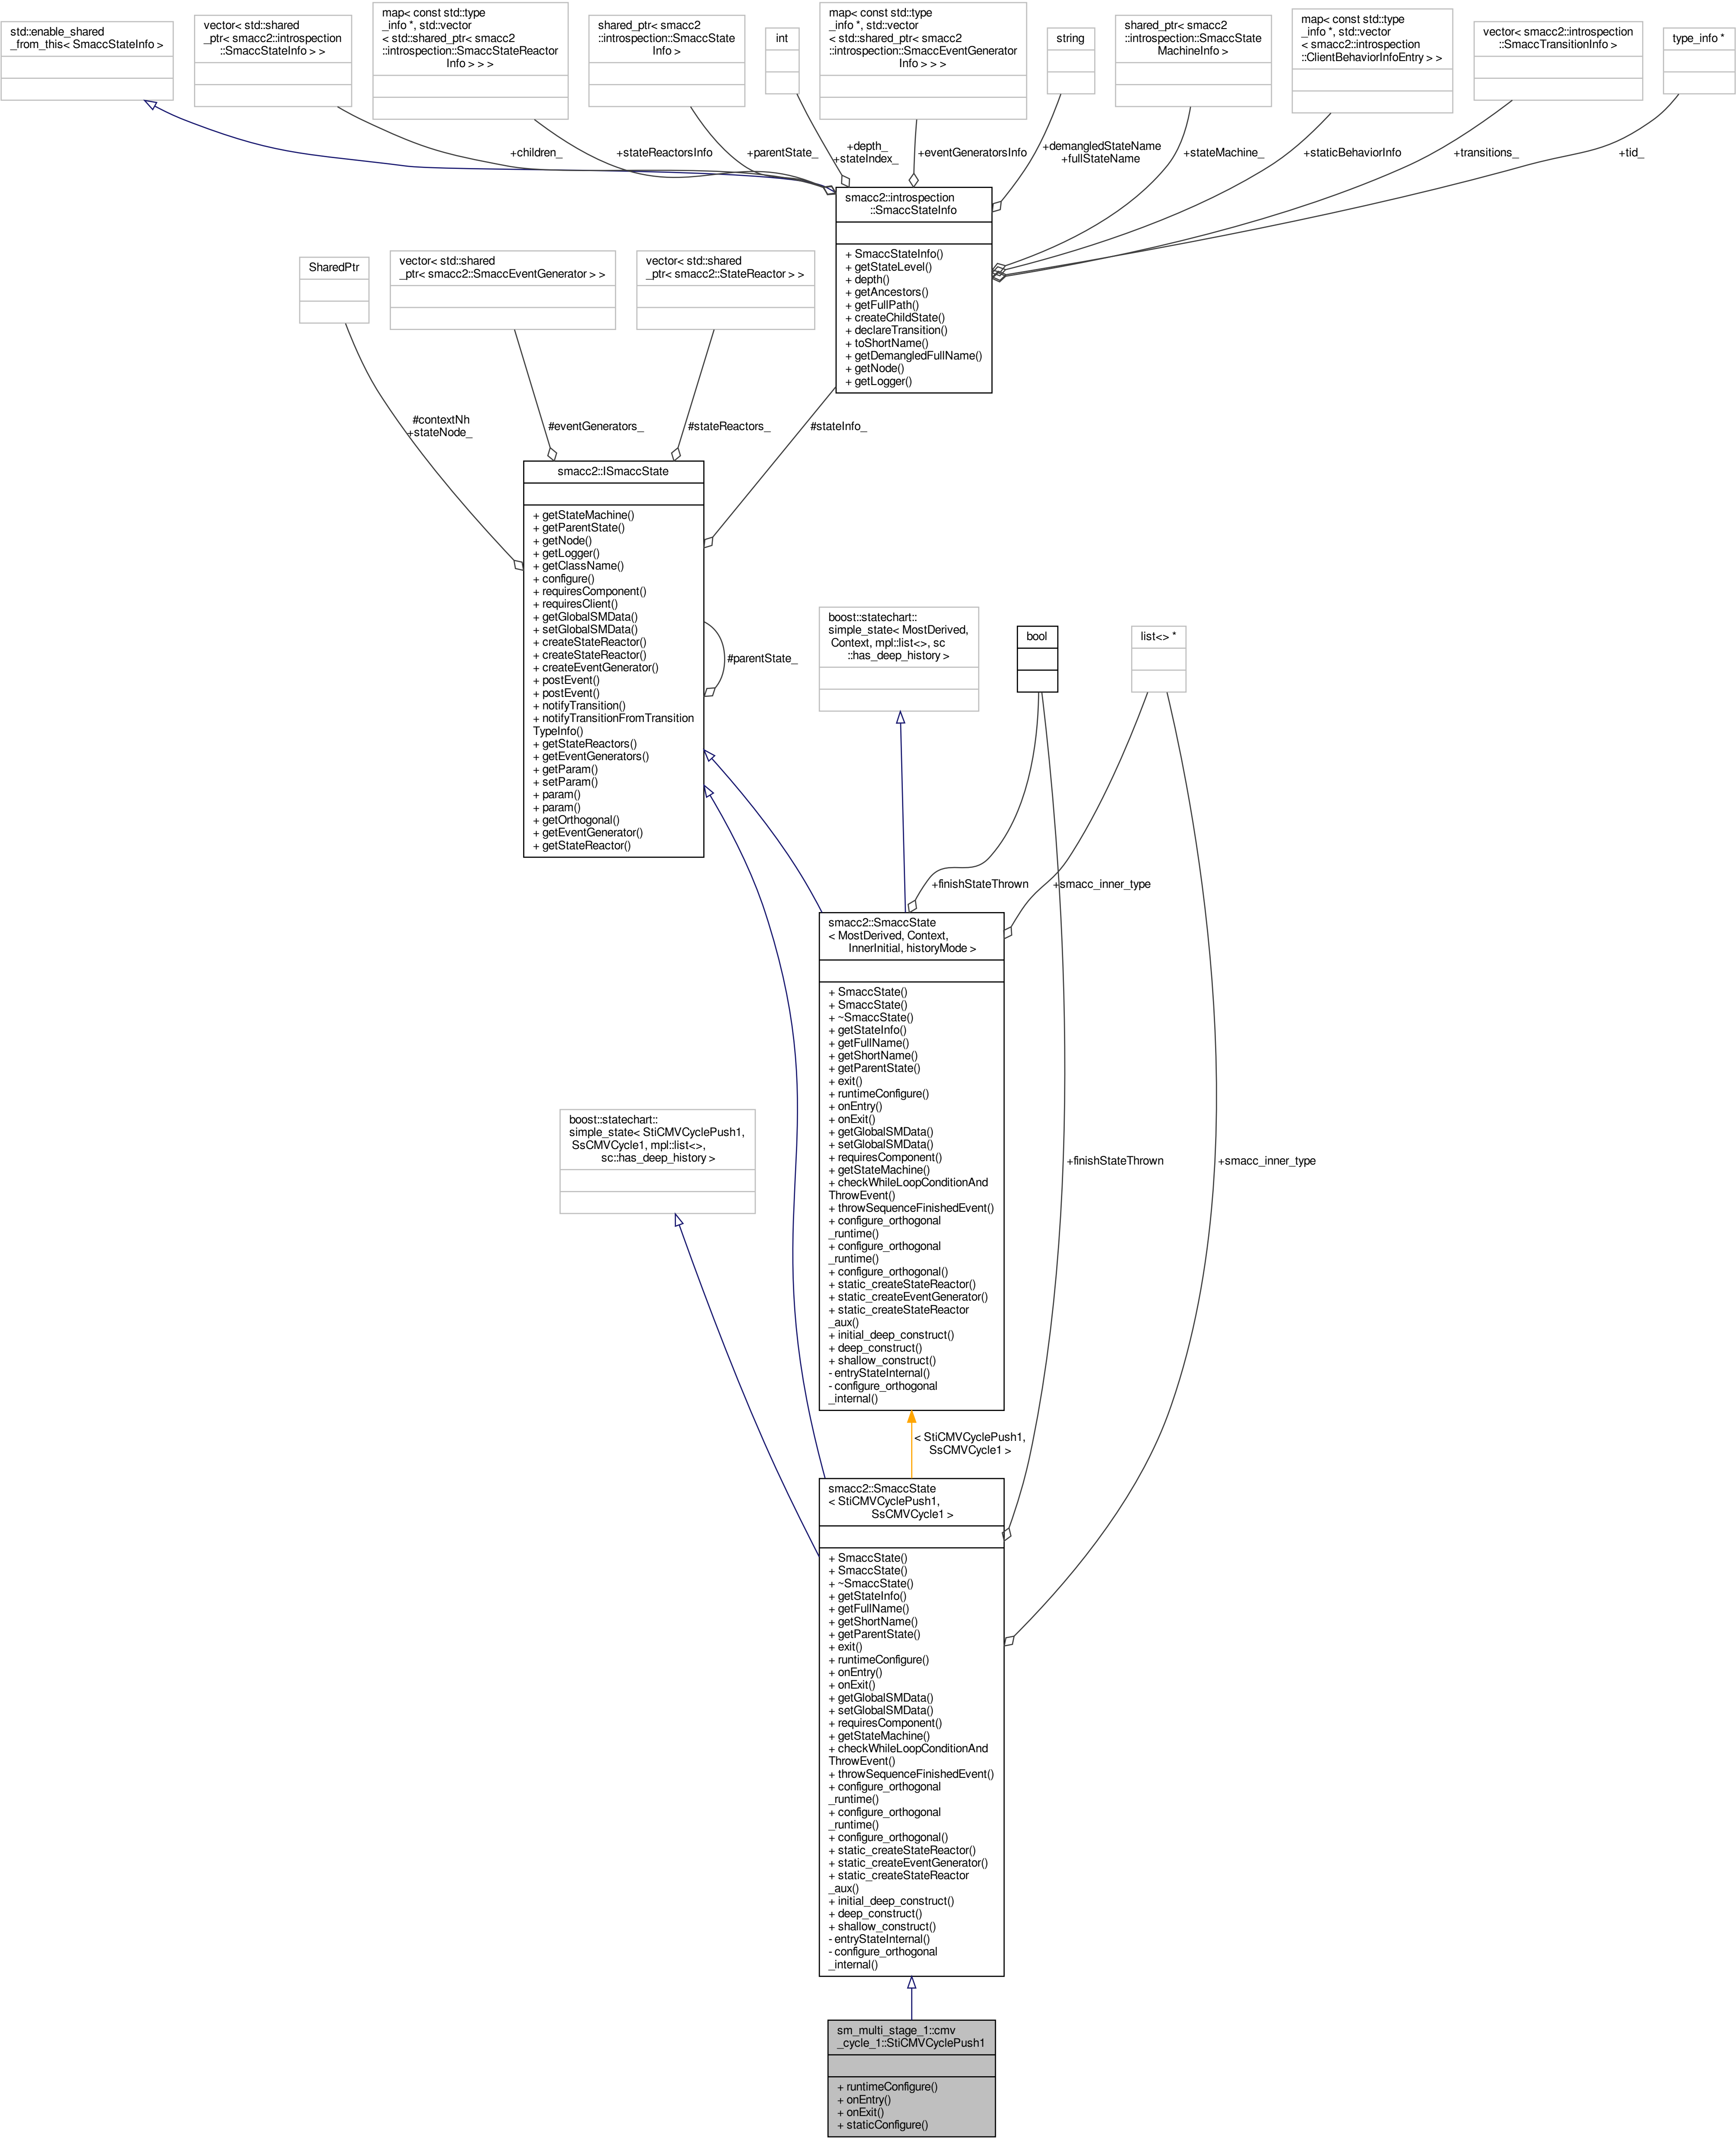 std::enable_shared
_from_this< SmaccStateInfo >
vector< std::shared
_ptr< smacc2::introspection
::SmaccStateInfo > >
map< const std::type
_info *, std::vector
< std::shared_ptr< smacc2
::introspection::SmaccStateReactor
Info > > >
shared_ptr< smacc2
::introspection::SmaccState
Info >
int
map< const std::type
_info *, std::vector
< std::shared_ptr< smacc2
::introspection::SmaccEventGenerator
Info > > >
string
shared_ptr< smacc2
::introspection::SmaccState
MachineInfo >
map< const std::type
_info *, std::vector
< smacc2::introspection
::ClientBehaviorInfoEntry > >
vector< smacc2::introspection
::SmaccTransitionInfo >
type_info *
+children_
+stateReactorsInfo
+parentState_
+depth_
+stateIndex_
+eventGeneratorsInfo
+demangledStateName
+fullStateName
+stateMachine_
+staticBehaviorInfo
+transitions_
+tid_
smacc2::introspection
::SmaccStateInfo
+ SmaccStateInfo()
+ getStateLevel()
+ depth()
+ getAncestors()
+ getFullPath()
+ createChildState()
+ declareTransition()
+ toShortName()
+ getDemangledFullName()
+ getNode()
+ getLogger()
SharedPtr
vector< std::shared
_ptr< smacc2::SmaccEventGenerator > >
vector< std::shared
_ptr< smacc2::StateReactor > >
#contextNh
+stateNode_
#eventGenerators_
#stateReactors_
#stateInfo_
smacc2::ISmaccState
+ getStateMachine()
+ getParentState()
+ getNode()
+ getLogger()
+ getClassName()
+ configure()
+ requiresComponent()
+ requiresClient()
+ getGlobalSMData()
+ setGlobalSMData()
+ createStateReactor()
+ createStateReactor()
+ createEventGenerator()
+ postEvent()
+ postEvent()
+ notifyTransition()
+ notifyTransitionFromTransition
TypeInfo()
+ getStateReactors()
+ getEventGenerators()
+ getParam()
+ setParam()
+ param()
+ param()
+ getOrthogonal()
+ getEventGenerator()
+ getStateReactor()
#parentState_
boost::statechart::
simple_state< MostDerived,
Context, mpl::list<>, sc
::has_deep_history >
bool
list<> *
+finishStateThrown
+smacc_inner_type
smacc2::SmaccState
< MostDerived, Context,
InnerInitial, historyMode >
+ SmaccState()
+ SmaccState()
+ ~SmaccState()
+ getStateInfo()
+ getFullName()
+ getShortName()
+ getParentState()
+ exit()
+ runtimeConfigure()
+ onEntry()
+ onExit()
+ getGlobalSMData()
+ setGlobalSMData()
+ requiresComponent()
+ getStateMachine()
+ checkWhileLoopConditionAnd
ThrowEvent()
+ throwSequenceFinishedEvent()
+ configure_orthogonal
_runtime()
+ configure_orthogonal
_runtime()
+ configure_orthogonal()
+ static_createStateReactor()
+ static_createEventGenerator()
+ static_createStateReactor
_aux()
+ initial_deep_construct()
+ deep_construct()
+ shallow_construct()
- entryStateInternal()
- configure_orthogonal
_internal()
boost::statechart::
simple_state< StiCMVCyclePush1,
SsCMVCycle1, mpl::list<>,
sc::has_deep_history >
+finishStateThrown
+smacc_inner_type
< StiCMVCyclePush1,
SsCMVCycle1 >
smacc2::SmaccState
< StiCMVCyclePush1,
SsCMVCycle1 >
+ SmaccState()
+ SmaccState()
+ ~SmaccState()
+ getStateInfo()
+ getFullName()
+ getShortName()
+ getParentState()
+ exit()
+ runtimeConfigure()
+ onEntry()
+ onExit()
+ getGlobalSMData()
+ setGlobalSMData()
+ requiresComponent()
+ getStateMachine()
+ checkWhileLoopConditionAnd
ThrowEvent()
+ throwSequenceFinishedEvent()
+ configure_orthogonal
_runtime()
+ configure_orthogonal
_runtime()
+ configure_orthogonal()
+ static_createStateReactor()
+ static_createEventGenerator()
+ static_createStateReactor
_aux()
+ initial_deep_construct()
+ deep_construct()
+ shallow_construct()
- entryStateInternal()
- configure_orthogonal
_internal()
sm_multi_stage_1::cmv
_cycle_1::StiCMVCyclePush1
+ runtimeConfigure()
+ onEntry()
+ onExit()
+ staticConfigure()